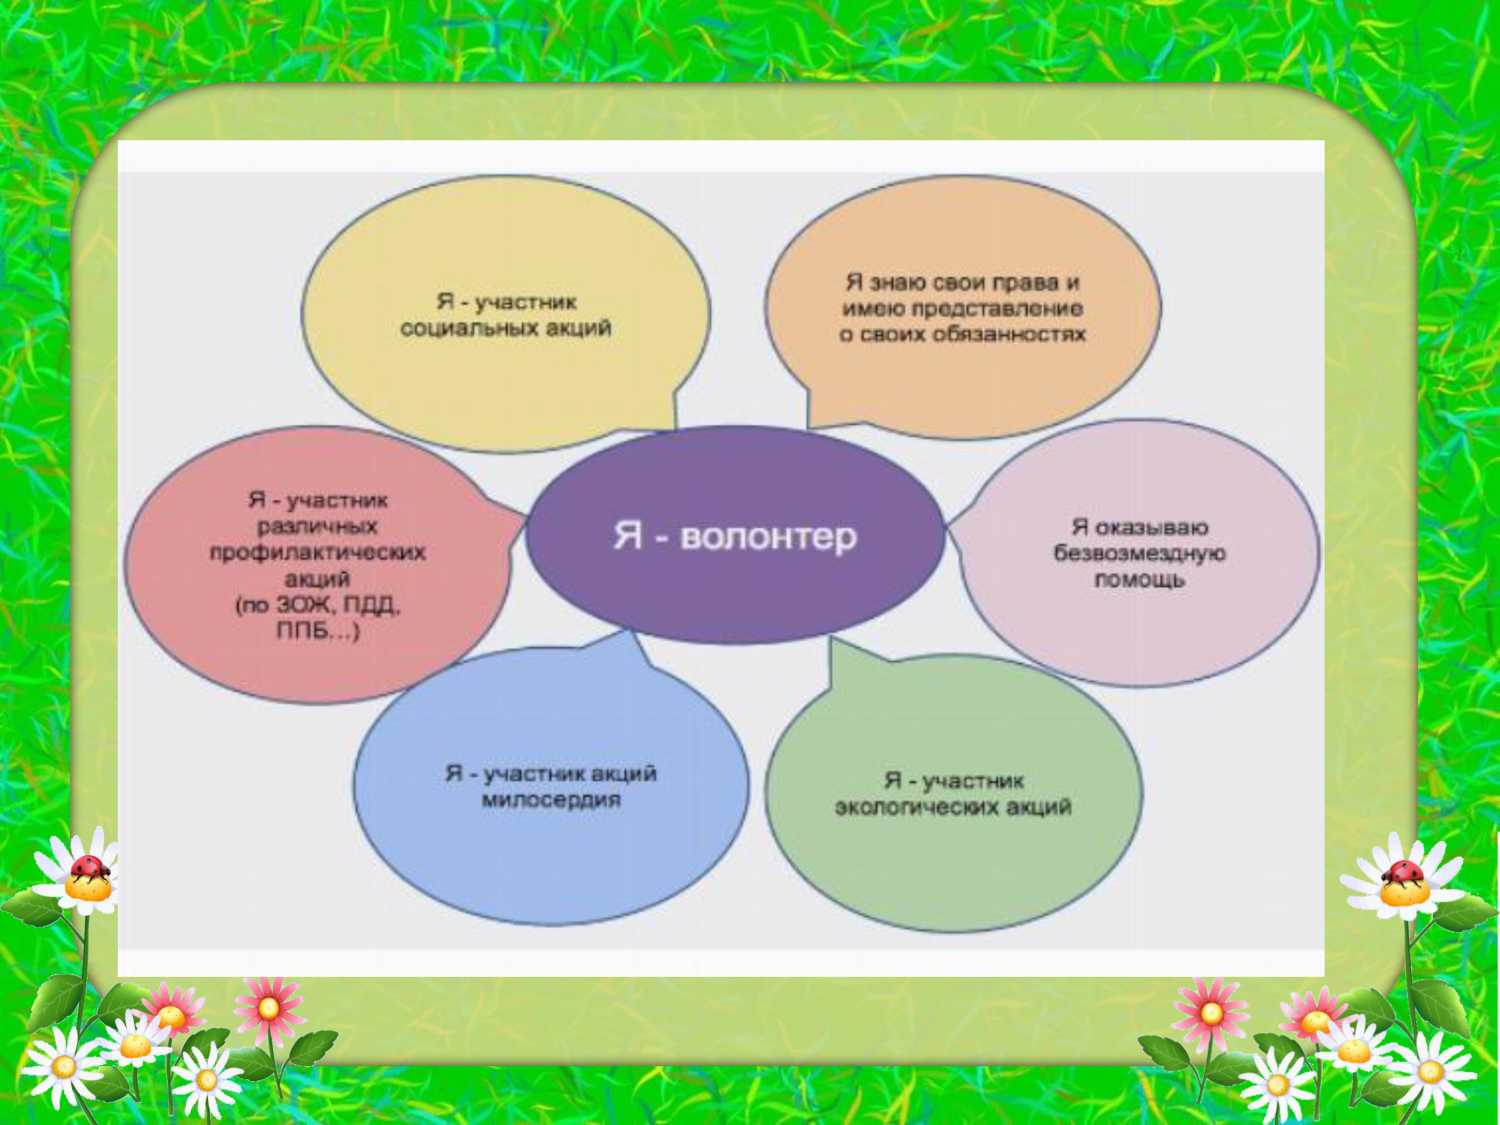 Я - участник
социальных акций
Я знаю свои права и
имею представление
о своих обязанностях
Я - участник
различных
профилактических
акций
(по ЗОЖ, ПДД,
ППБ...)
Я - волонтер
Я оказываю
безвозмездную
помощь
Я - участник акций
милосердия
Я - участник
экологических акций